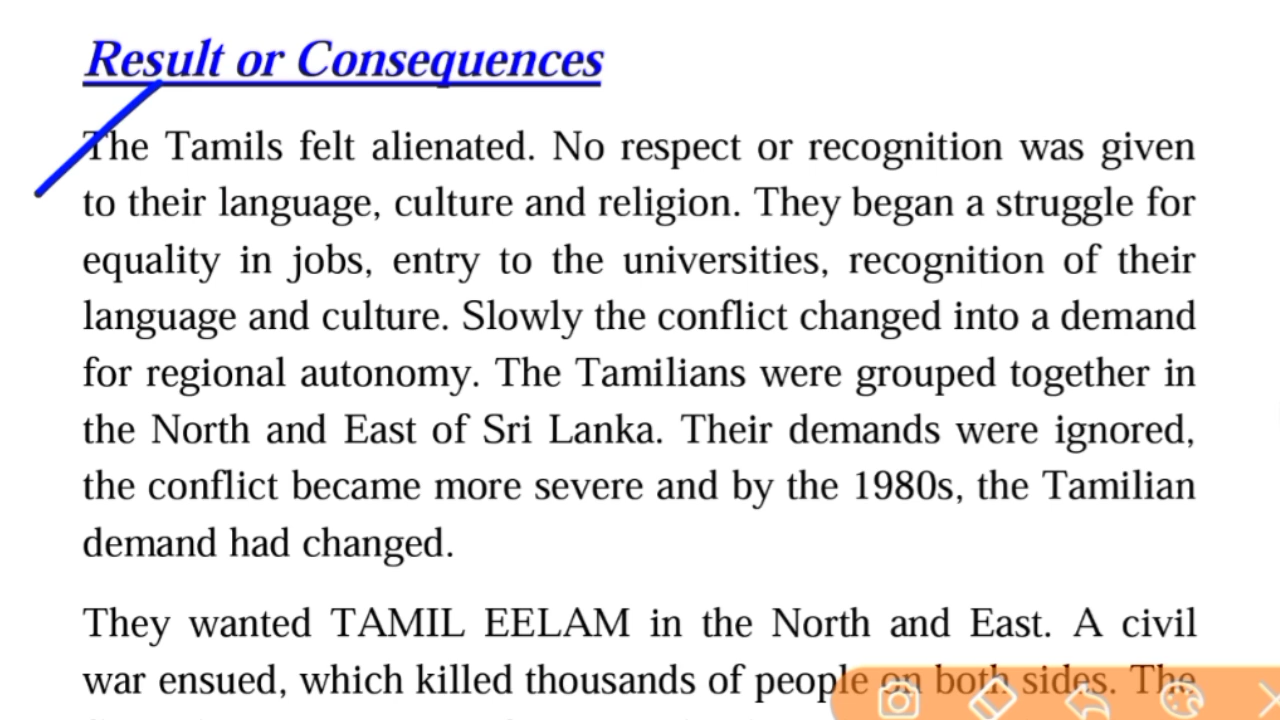 Result or Consequences
The Tamils felt alienated. No respect or recognition was given
to their language, culture and religion. They began a struggle for
equality in jobs, entry to the universities, recognition of their
language and culture. Slowly the conflict changed into a demand
for regional autonomy. The Tamilians were grouped together in
the North and East of Sri Lanka. Their demands were ignored,
the conflict became more severe and by the 1980s, the Tamilian
demand had changed.
They wanted TAMIL EELAM in the North and East. A civil
war ensued, which killed thousands of people on both sides. The